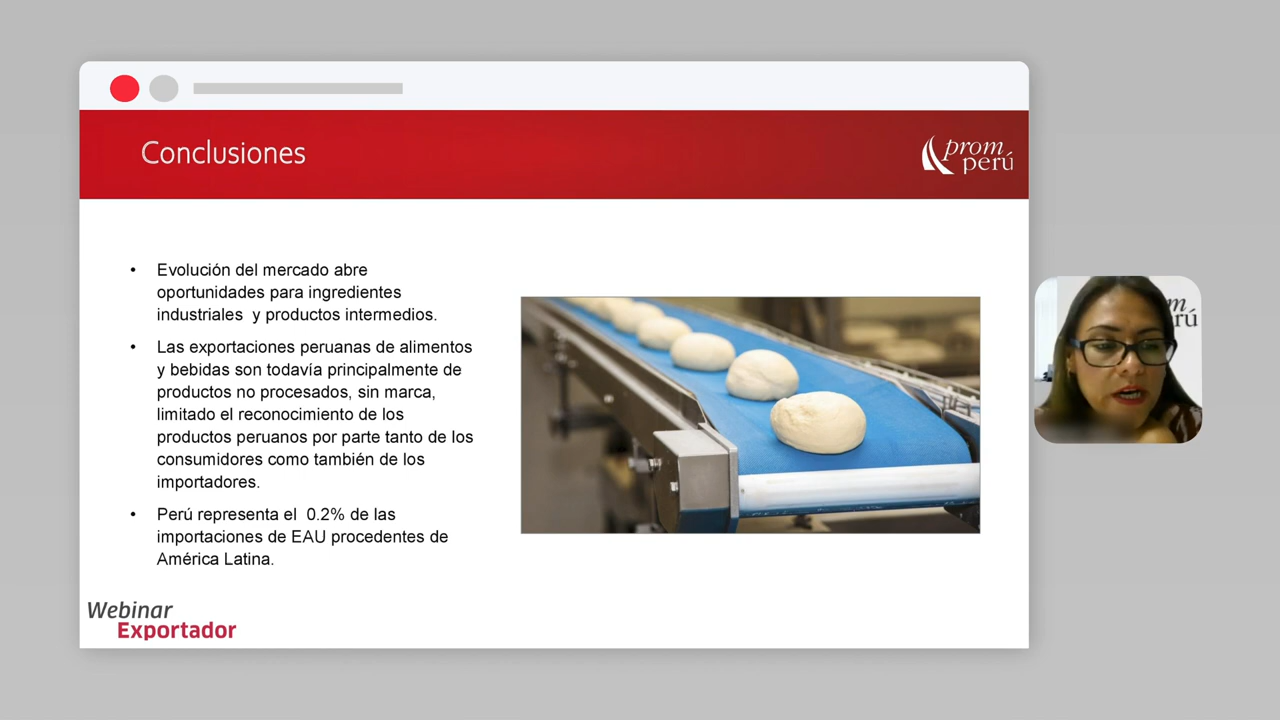 Conclusiones
prom
perú
• Evolución del mercado abre
oportunidades para ingredientes
industriales y productos intermedios.
• Las exportaciones peruanas de alimentos
y bebidas son todavía principalmente de
productos no procesados, sin marca,
limitado el reconocimiento de los
productos peruanos por parte tanto de los
consumidores como también de los
importadores.
• Perú representa el 0.2% de las
importaciones de EAU procedentes de
América Latina.
Webinar
Exportador